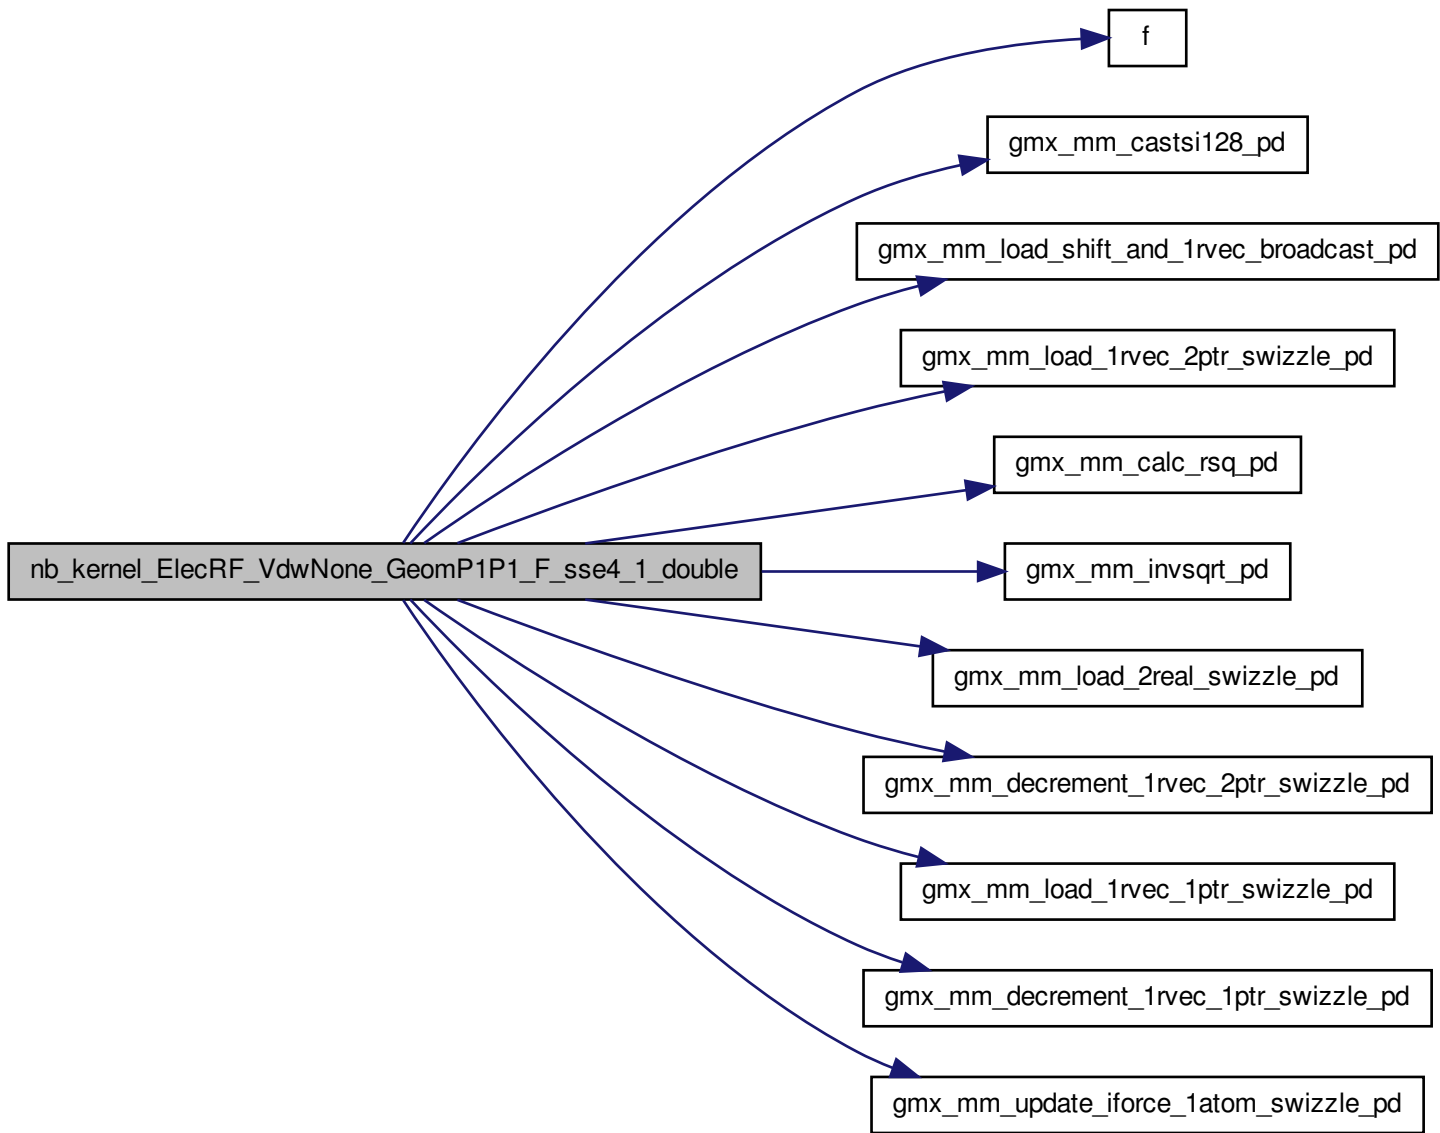 f
gmx_mm_castsi128_pd
gmx_mm_load_shift_and_1rvec_broadcast_pd
gmx_mm_load_1rvec_2ptr_swizzle_pd
gmx_mm_calc_rsq_pd
nb_kernel_ElecRF_VdwNone_GeomP1P1_F_sse4_1_double
gmx_mm_invsqrt_pd
gmx_mm_load_2real_swizzle_pd
gmx_mm_decrement_1rvec_2ptr_swizzle_pd
gmx_mm_load_1rvec_1ptr_swizzle_pd
gmx_mm_decrement_1rvec_1ptr_swizzle_pd
gmx_mm_update_iforce_1atom_swizzle_pd